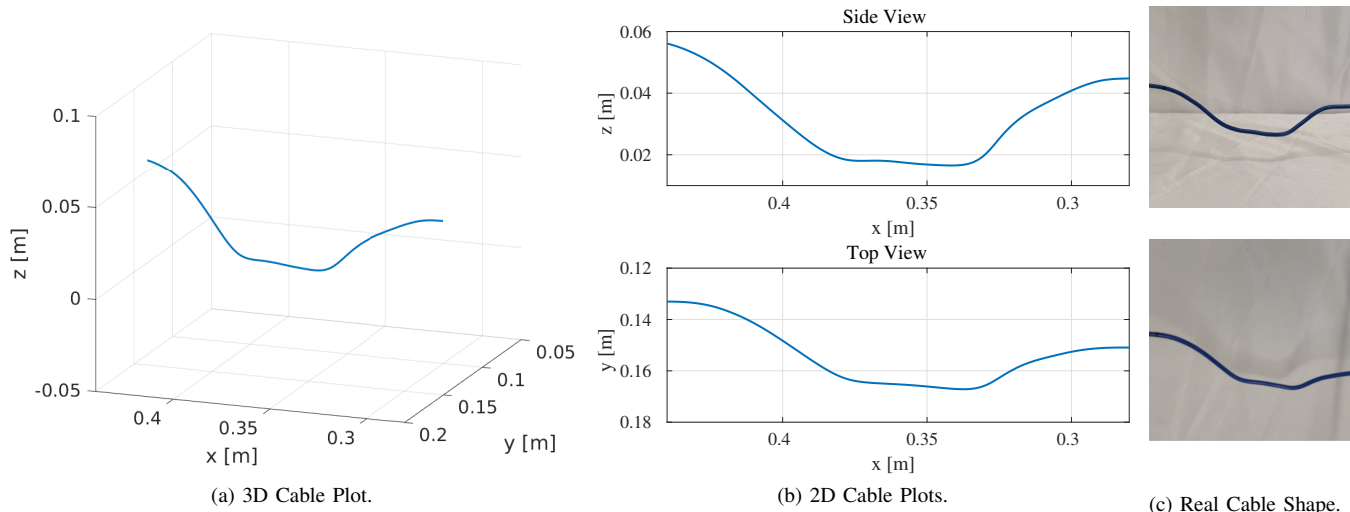 0.1
0.05
0
-0.05
z [m]
0.4
0.35
0.3
x [m]
0.2
0.15
0.1
0.05
y [m]
(a) 3D Cable Plot.
Side View
0.06
0.04
0.02
z [m]
0.4
0.35
0.3
x [m]
Top View
0.12
0.14
0.16
0.18
y [m]
0.4
0.35
0.3
x [m]
(b) 2D Cable Plots.
(c) Real Cable Shape.